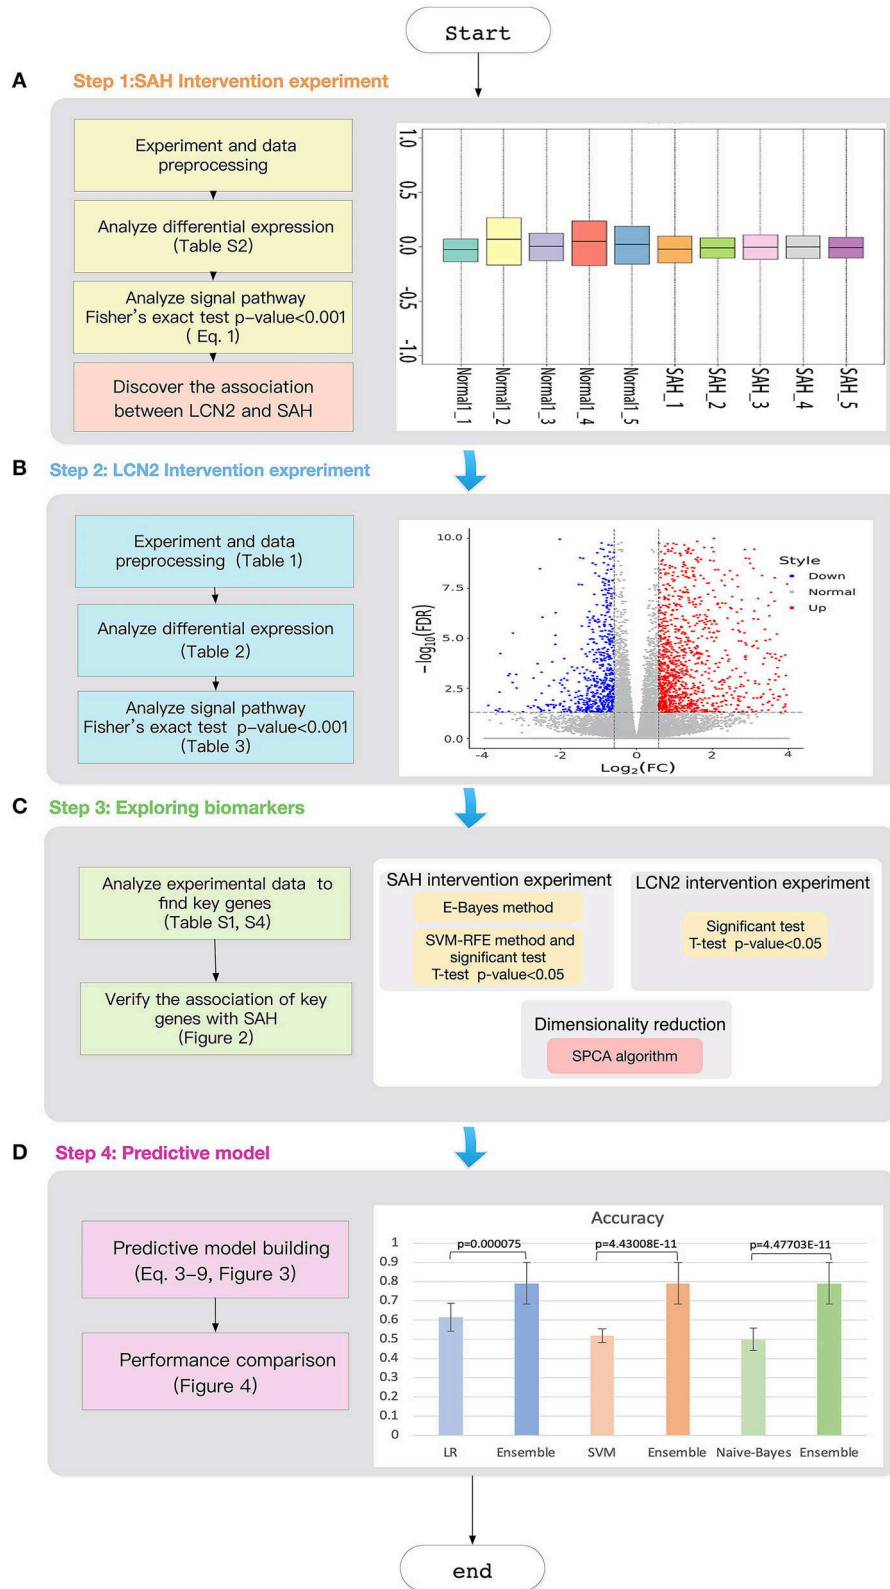 Start
A
Step 1:SAH Intervention experiment
Experiment and data
preprocessing
Analyze differential expression
(Table S2)
Analyze signal pathway
Fisher's exact test p-value<0.001
( Eq. 1)
Discover the association
between LCN2 and SAH
1.0
0.5
0.0
-0.5
-1.0
Normal1_1
Normal1_2
Normal1_3
Normal1_4
Normal1_5
SAH_1
SAH_2
SAH_3
SAH_4
SAH_5
B
Step 2: LCN2 Intervention expreriment
Experiment and data
preprocessing (Table 1)
Analyze differential expression
(Table 2)
Analyze signal pathway
Fisher's exact test p-value<0.001
(Table 3)
10.0
7.5
5.0
2.5
0.0
-log10(FDR)
-4
-2
0
2
4
Log2(FC)
Style
Down
Normal
Up
C
Step 3: Exploring biomarkers
Analyze experimental data to
find key genes
(Table S1, S4)
Verify the association of key
genes with SAH
(Figure 2)
SAH intervention experiment
E-Bayes method
SVM-RFE method and
significant test
T-test p-value<0.05
LCN2 intervention experiment
Significant test
T-test p-value<0.05
Dimensionality reduction
SPCA algorithm
D
Step 4: Predictive model
Predictive model building
(Eq. 3-9, Figure 3)
Performance comparison
(Figure 4)
Accuracy
p=0.000075
p=4.43008E-11
p=4.47703E-11
1
0.9
0.8
0.7
0.6
0.5
0.4
0.3
0.2
0.1
0
LR
Ensemble
SVM
Ensemble
Naive-Bayes
Ensemble
end